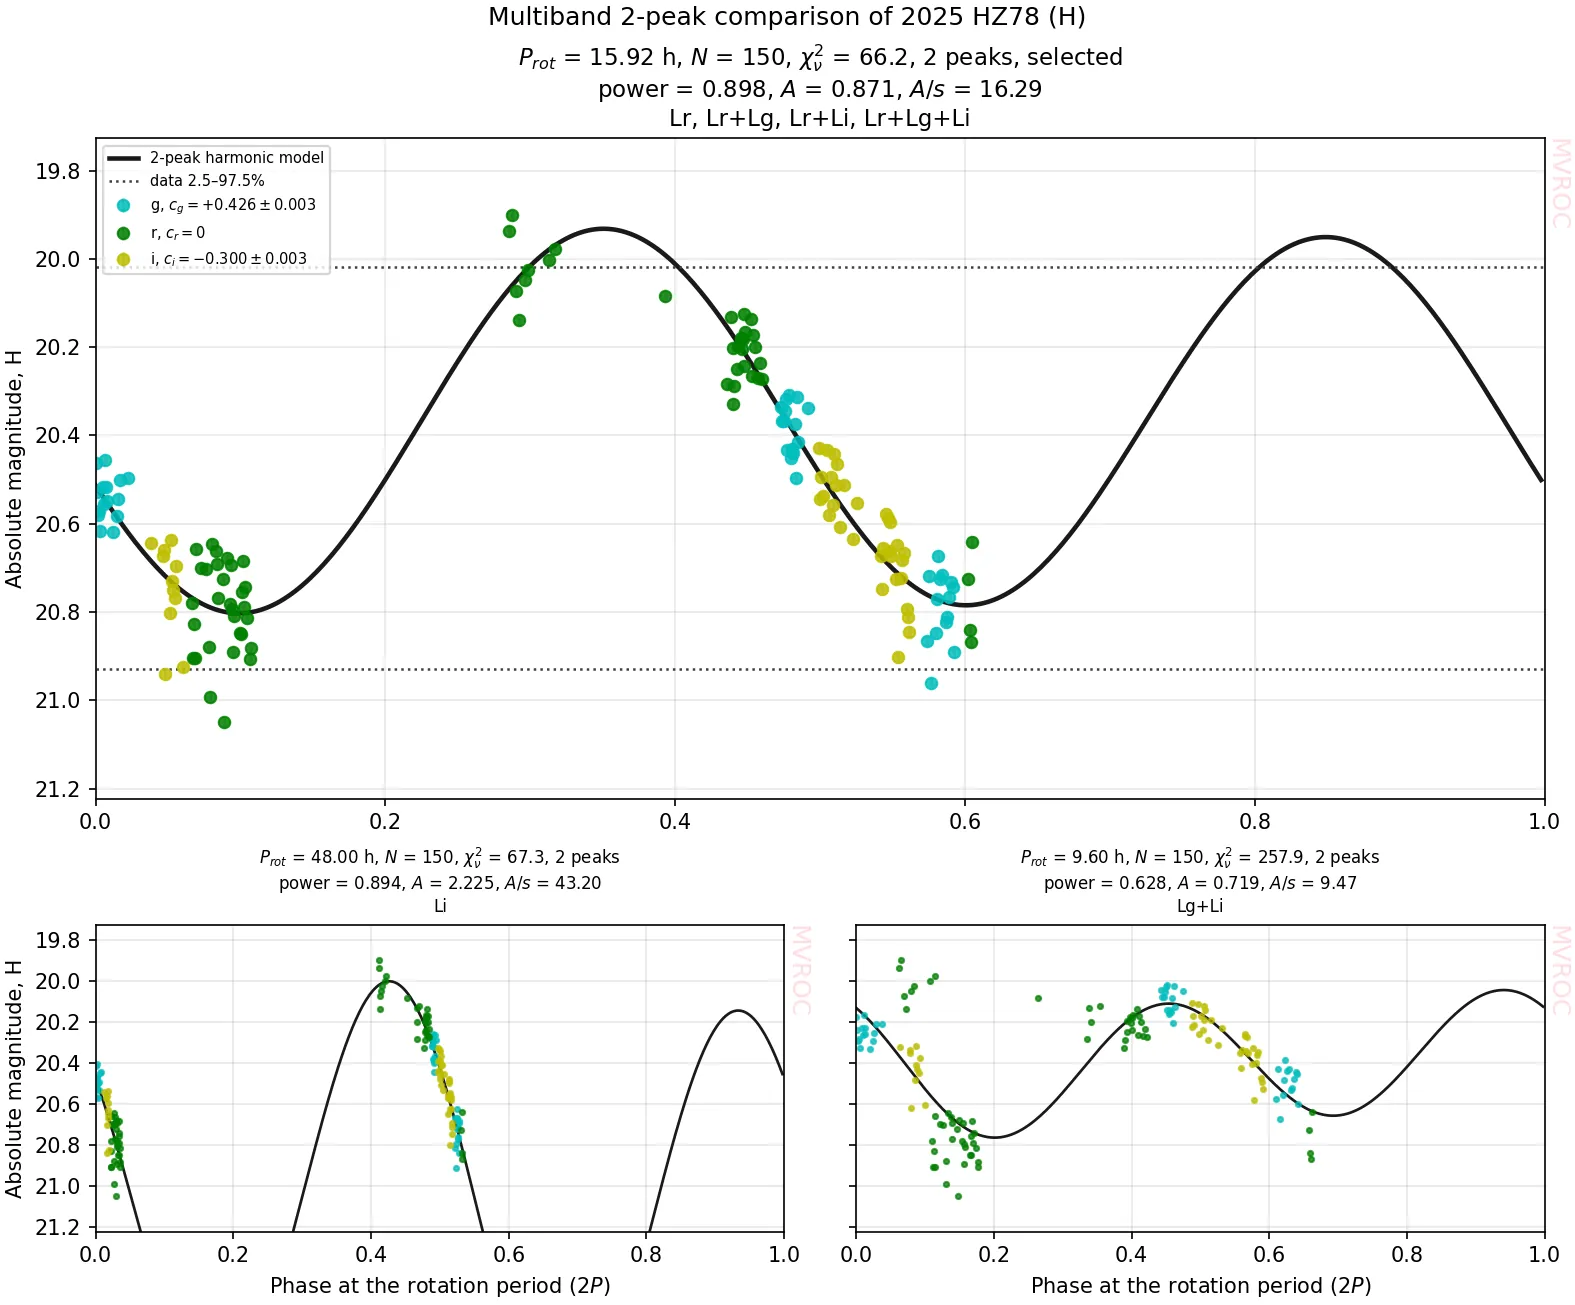 Multiband 2-peak comparison of 2025 HZ78 (H)
P_rot = 15.92 h, N = 150, χ²_ν = 66.2, 2 peaks, selected
power = 0.898, A = 0.871, A/s = 16.29
Lr, Lr+Lg, Lr+Li, Lr+Lg+Li
2-peak harmonic model
data 2.5–97.5%
g, c_g = +0.426 ± 0.003
r, c_r = 0
i, c_i = −0.300 ± 0.003
MVROC
Absolute magnitude, H
19.8
20.0
20.2
20.4
20.6
20.8
21.0
21.2
0.0 0.2 0.4 0.6 0.8 1.0
P_rot = 48.00 h, N = 150, χ²_ν = 67.3, 2 peaks
power = 0.894, A = 2.225, A/s = 43.20
Li
MVROC
Absolute magnitude, H
19.8
20.0
20.2
20.4
20.6
20.8
21.0
21.2
0.0 0.2 0.4 0.6 0.8 1.0
Phase at the rotation period (2P)
P_rot = 9.60 h, N = 150, χ²_ν = 257.9, 2 peaks
power = 0.628, A = 0.719, A/s = 9.47
Lg+Li
MVROC
0.0 0.2 0.4 0.6 0.8 1.0
Phase at the rotation period (2P)